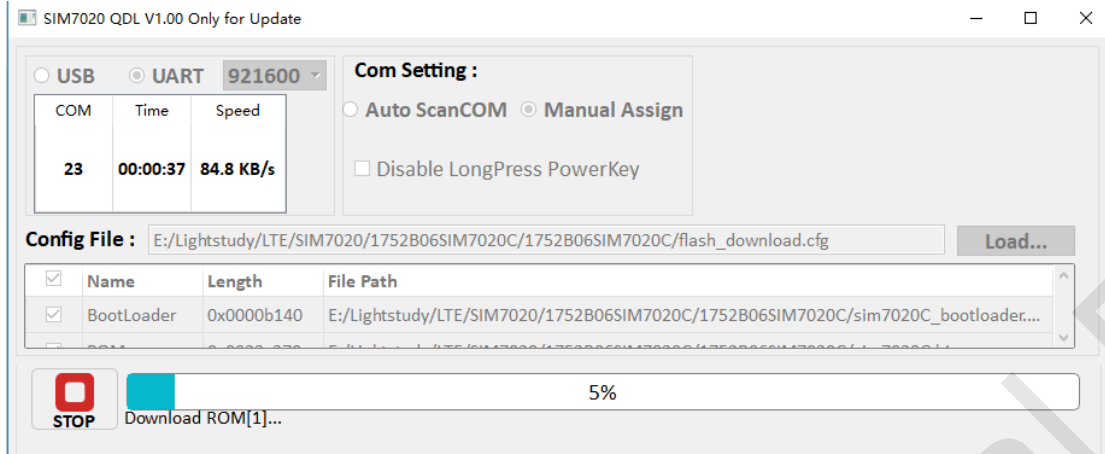 SIM7020 QDL V1.00 Only for Update
USB UART 921600
Com Setting :
COM Time Speed
Auto ScanCOM Manual Assign
23 00:00:37 84.8 KB/s
Disable LongPress PowerKey
Config File : E:/Lightstudy/LTE/SIM7020/1752B06SIM7020C/1752B06SIM7020C/flash_download.cfg Load...
Name Length File Path
BootLoader 0x0000b140 E:/Lightstudy/LTE/SIM7020/1752B06SIM7020C/1752B06SIM7020C/sim7020C_bootloader....
5%
STOP Download ROM[1]...